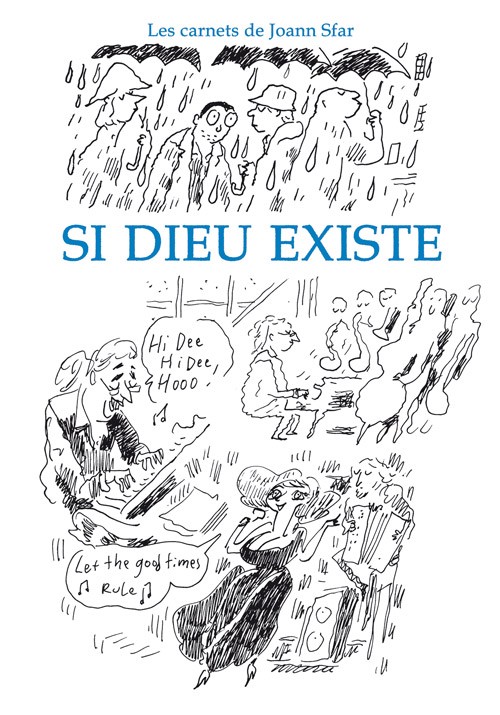 Les carnets de Joann Sfar
SI DIEU EXISTE
Hi Dee
Hi Dee,
Hooo!
Let the good times
Rule